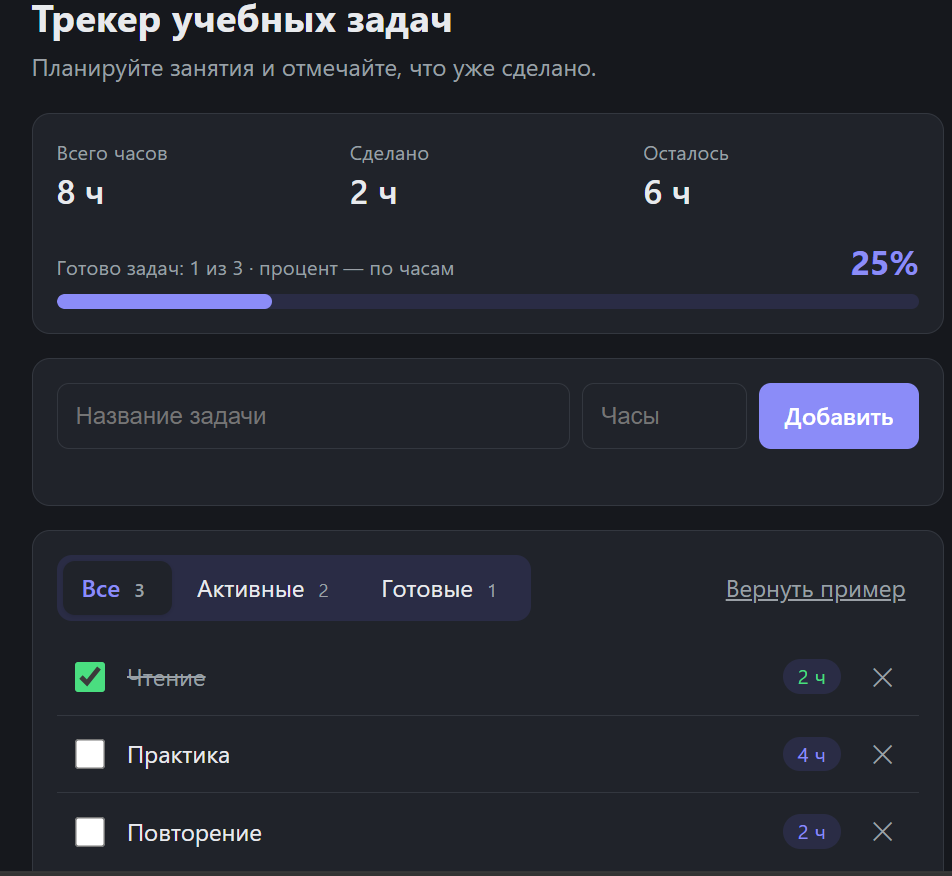 Трекер учебных задач
Планируйте занятия и отмечайте, что уже сделано.
Всего часов Сделано Осталось
8 ч 2 ч 6 ч
Готово задач: 1 из 3 · процент — по часам 25%
Название задачи Часы Добавить
Все 3 Активные 2 Готовые 1 Вернуть пример
Чтение 2 ч
Практика 4 ч
Повторение 2 ч